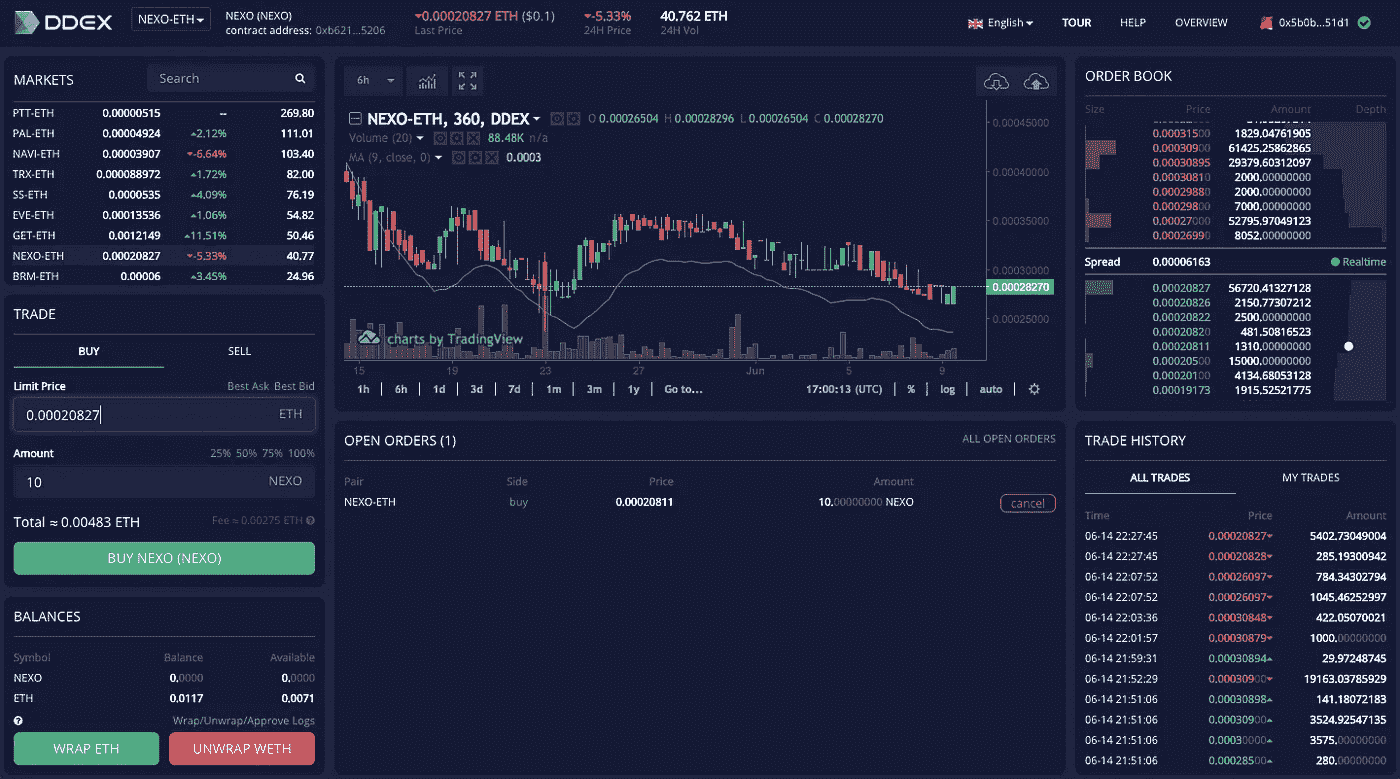 DDEX
NEXO-ETH
NEXO (NEXO)
contract address: 0xb621...5206
0.00020827 ETH ($0.1)
Last Price
-5.33%
24H Price
40.762 ETH
24H Vol
English
TOUR
HELP
OVERVIEW
0x5b0b...51d1
MARKETS
Search
PTT-ETH 0.00000515 -- 269.80
PAL-ETH 0.00004924 2.12% 111.01
NAVI-ETH 0.00003907 -6.64% 103.40
TRX-ETH 0.000088972 1.72% 82.00
SS-ETH 0.0000535 4.09% 76.19
EVE-ETH 0.00013536 1.06% 54.82
GET-ETH 0.0012149 11.51% 50.46
NEXO-ETH 0.00020827 -5.33% 40.77
BRM-ETH 0.00006 3.45% 24.96
TRADE
BUY SELL
Limit Price Best Ask Best Bid
0.00020827 ETH
Amount 25% 50% 75% 100%
10 NEXO
Total ≈ 0.00483 ETH Fee ≈ 0.00275 ETH
BUY NEXO (NEXO)
BALANCES
Symbol Balance Available
NEXO 0.0000 0.0000
ETH 0.0117 0.0071
Wrap/Unwrap/Approve Logs
WRAP ETH UNWRAP WETH
6h
NEXO-ETH, 360, DDEX O 0.00026504 H 0.00028296 L 0.00026504 C 0.00028270
Volume (20) 88.48K n/a
MA (9, close, 0) 0.0003
0.00045000
0.00040000
0.00035000
0.00030000
0.00028270
0.00025000
charts by TradingView
15 19 23 27 Jun 5 9
1h 6h 1d 3d 7d 1m 3m 1y Go to... 17:00:13 (UTC) % log auto
OPEN ORDERS (1) ALL OPEN ORDERS
Pair Side Price Amount
NEXO-ETH buy 0.00020811 10.00000000 NEXO cancel
ORDER BOOK
Size Price Amount Depth
0.00031500 1829.04761905
0.00030900 61425.25862865
0.00030895 29379.60312097
0.00030810 2000.00000000
0.00029880 2000.00000000
0.00029800 7000.00000000
0.00027000 52795.97049123
0.00026990 8052.00000000
Spread 0.00006163 Realtime
0.00020827 56720.41327128
0.00020826 2150.77307212
0.00020822 2500.00000000
0.00020820 481.50816523
0.00020811 1310.00000000
0.00020500 15000.00000000
0.00020100 4134.68053128
0.00019173 1915.52521775
TRADE HISTORY
ALL TRADES MY TRADES
Time Price Amount
06-14 22:27:45 0.00020827 5402.73049004
06-14 22:27:45 0.00020828 285.19300942
06-14 22:07:52 0.00026097 784.34302794
06-14 22:07:52 0.00026097 1045.46252997
06-14 22:03:36 0.00030848 422.05070021
06-14 22:01:57 0.00030879 1000.00000000
06-14 21:59:31 0.00030894 29.97248745
06-14 21:52:29 0.00030900 19163.03785929
06-14 21:51:06 0.00030898 141.18072183
06-14 21:51:06 0.00030900 3524.92547135
06-14 21:51:06 0.00030000 3575.00000000
06-14 21:51:06 0.00028500 280.00000000